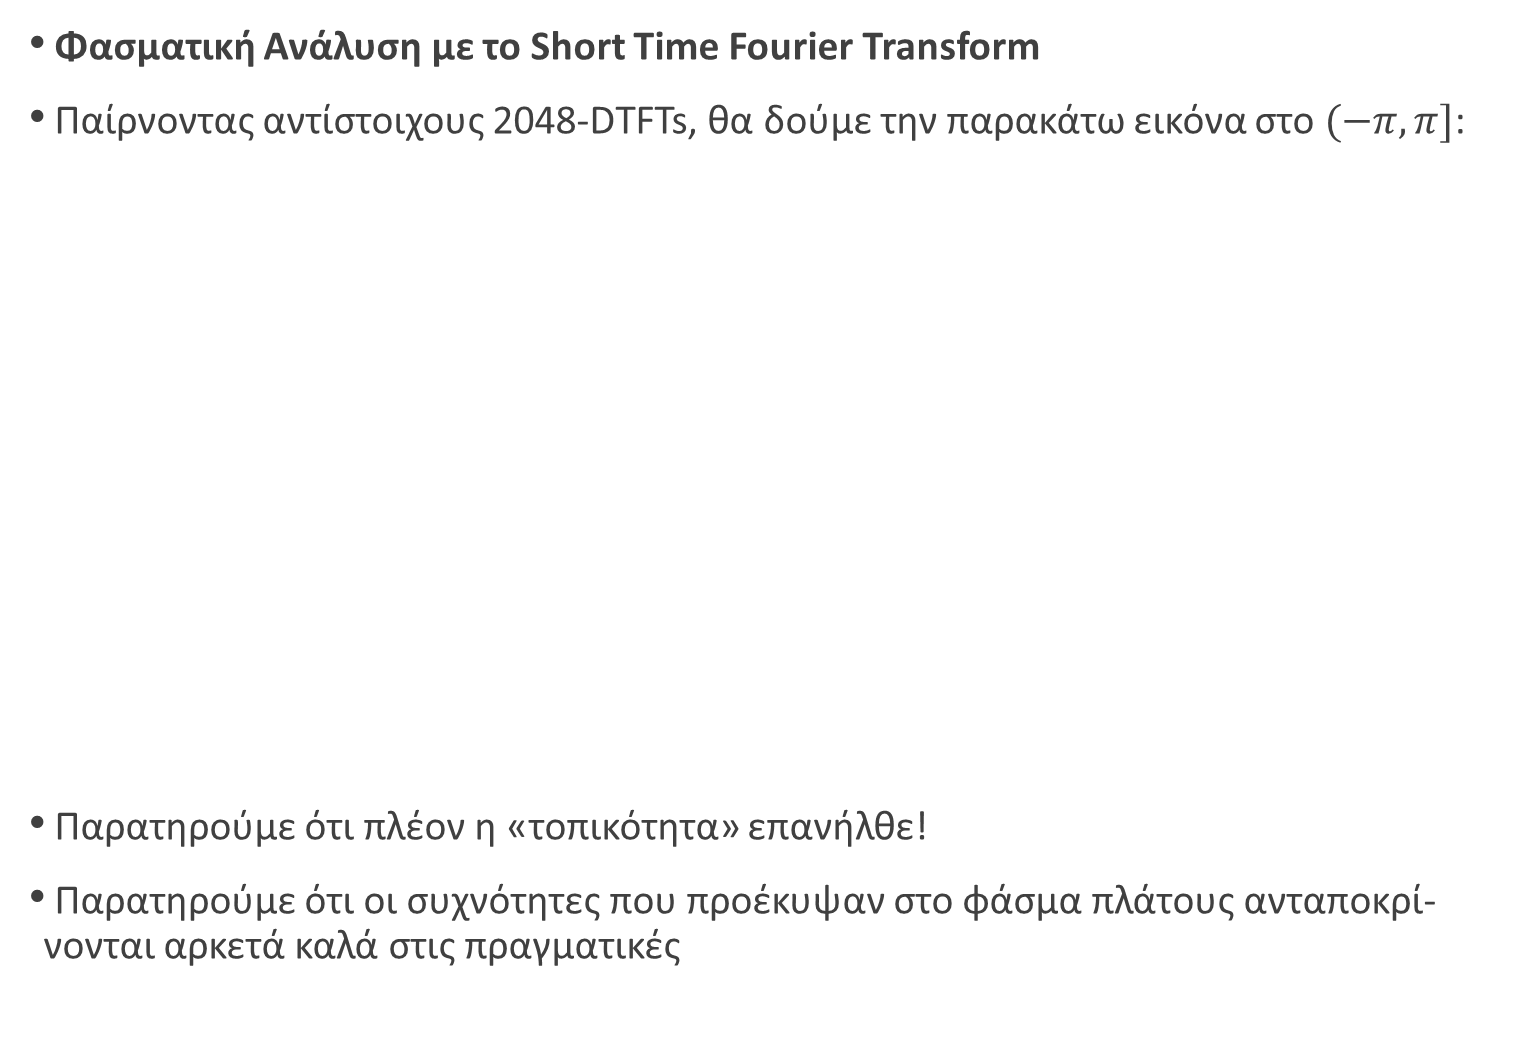 • Φασματική Ανάλυση με το Short Time Fourier Transform
• Παίρνοντας αντίστοιχους 2048-DTFTs, θα δούμε την παρακάτω εικόνα στο (−𝜋, 𝜋]:
• Παρατηρούμε ότι πλέον η «τοπικότητα» επανήλθε!
• Παρατηρούμε ότι οι συχνότητες που προέκυψαν στο φάσμα πλάτους ανταποκρί-
νονται αρκετά καλά στις πραγματικές